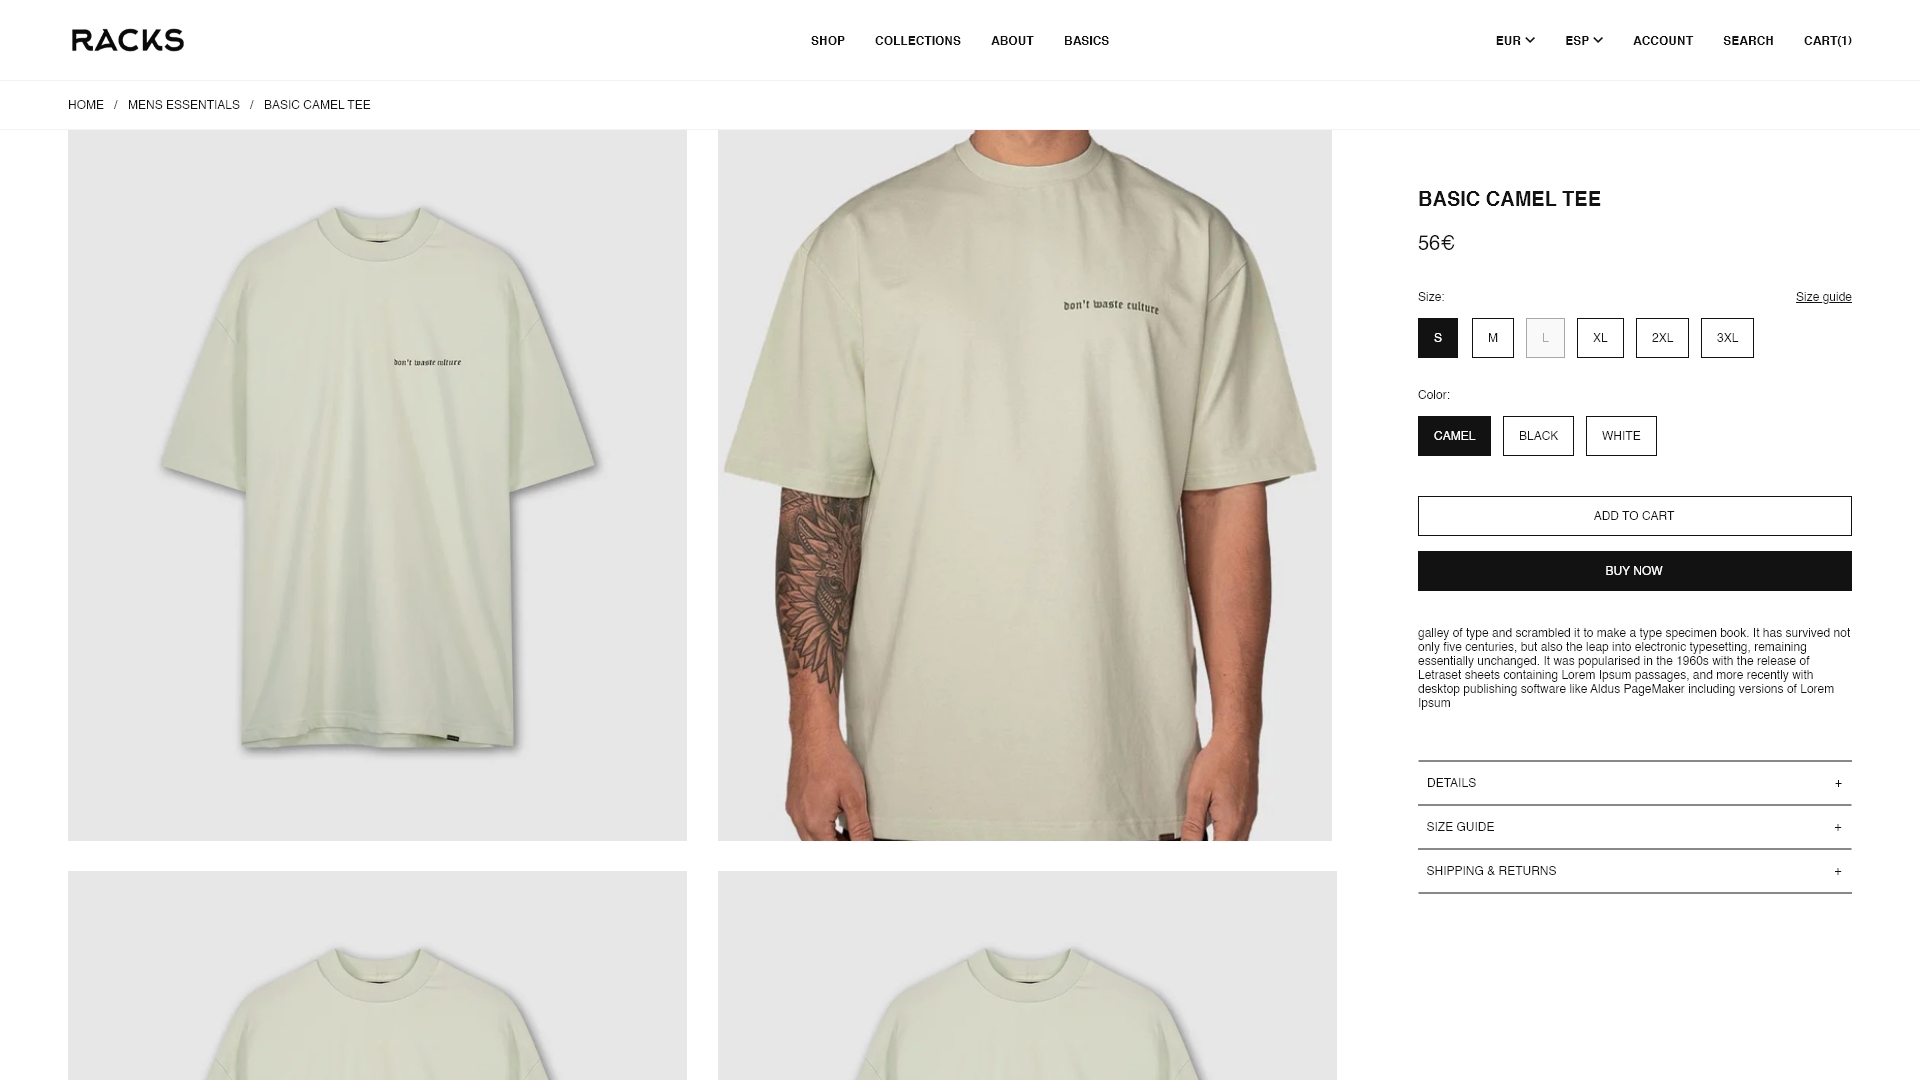 RACKS
SHOP COLLECTIONS ABOUT BASICS
EUR ESP ACCOUNT SEARCH CART(1)
HOME / MENS ESSENTIALS / BASIC CAMEL TEE
don't waste culture
don't waste culture
BASIC CAMEL TEE
56€
Size: Size guide
S M L XL 2XL 3XL
Color:
CAMEL BLACK WHITE
ADD TO CART
BUY NOW
galley of type and scrambled it to make a type specimen book. It has survived not
only five centuries, but also the leap into electronic typesetting, remaining
essentially unchanged. It was popularised in the 1960s with the release of
Letraset sheets containing Lorem Ipsum passages, and more recently with
desktop publishing software like Aldus PageMaker including versions of Lorem
Ipsum
DETAILS +
SIZE GUIDE +
SHIPPING & RETURNS +